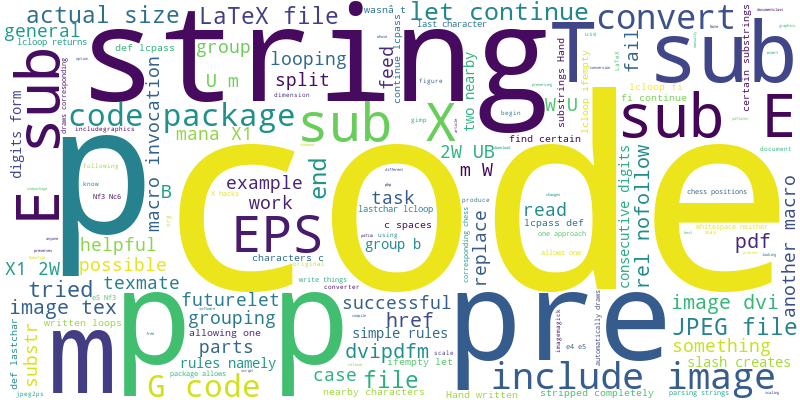 actual size
LaTeX file
wasnâ t
let continue
convert
general
last character
lcloop returns
def lcpass
group
looping
feed
continue lcpass
string
T
fail
sub
certain substrings
U m
split
two nearby
W U
substrings Hand
lcloop ifempty
lcloop fi
fi continue
sub
digits form
draws corresponding
code package
mana X1
sub X
sub E
includegraphics
macro invocation
find certain
2W UB
m W
E
p
code
following
know
Nf3 Nc6
B
example
work
end
task
lastchar lcloop
c spaces
read
lcpass def
one approach
allows one
produce
replace
corresponding chess
consecutive digits
rel nofollow
document
chess positions
whitespace neither
another macro
EPS
group b
using
characters c
pdf
helpful
possible
X1 2W
original
write things
converter
tried
texmate
image tex
e5 Nf3
written loops
futurelet
grouping
allowing one
parts
rules namely
package allows
successful
href
simple rules
dvipdfm
scale
ifempty let
case
file
nearby characters
imagemagick
e4 e5
automatically draws
image dvi
JPEG file
something
slash creates
parsing strings
def lastchar
substr
jpeg2ps
m
p
p
pre
G code
include image
Hand written
stripped completely